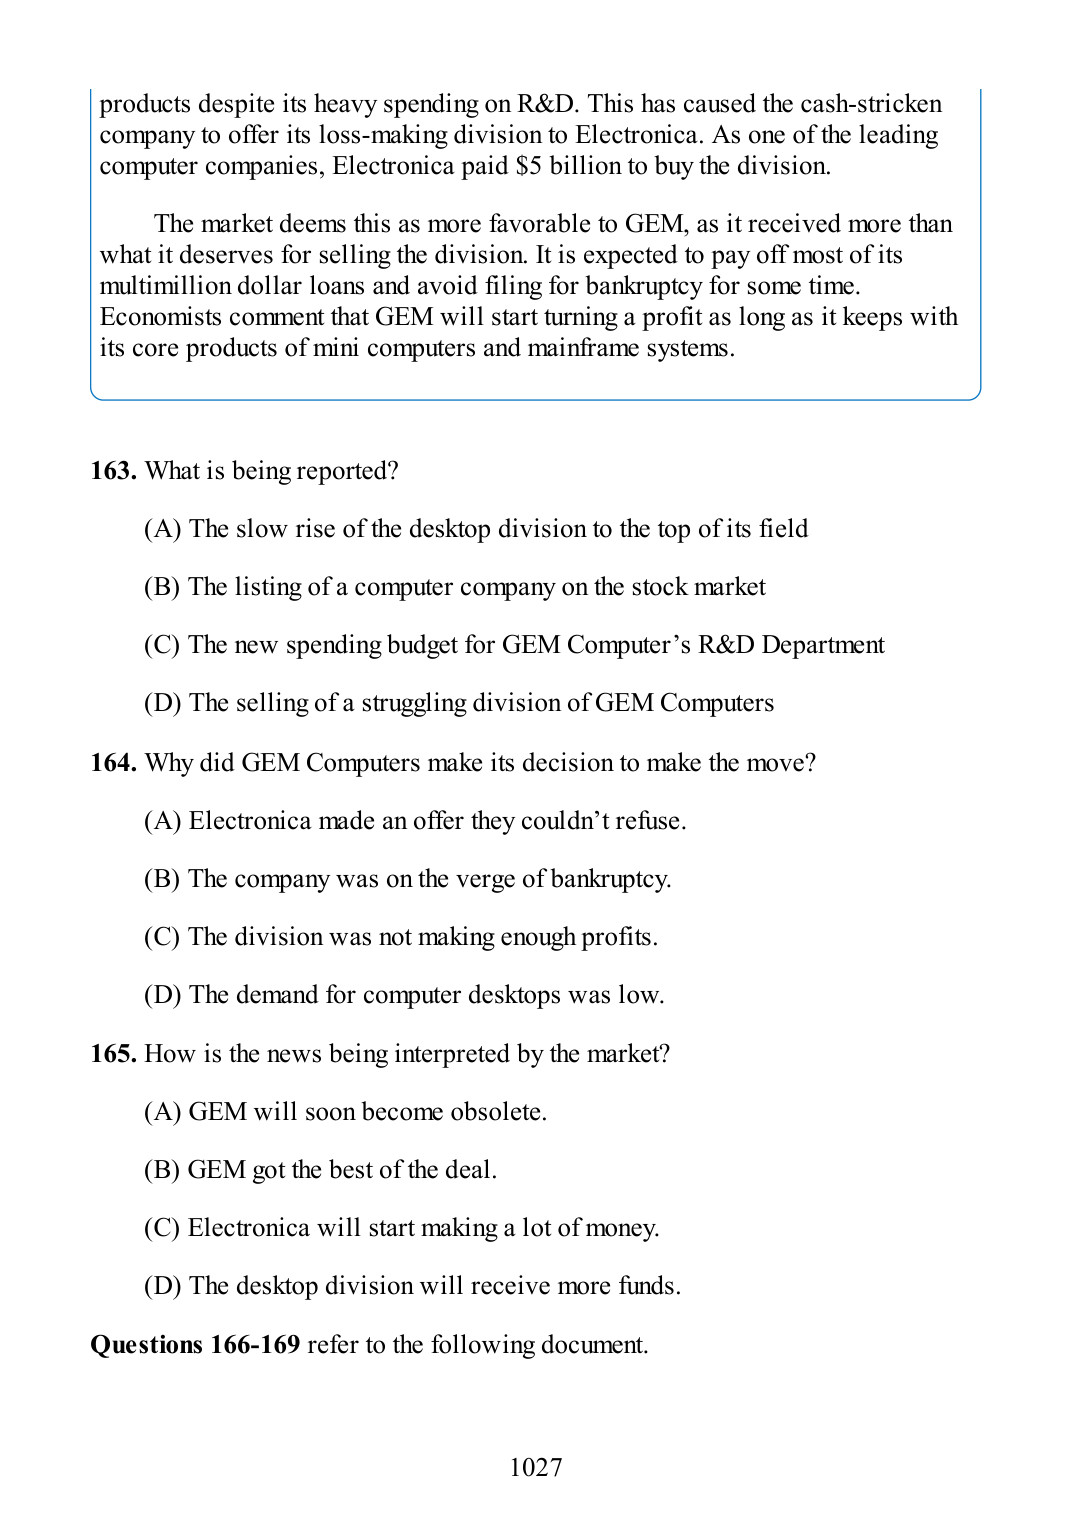 products despite its heavy spending on R&D. This has caused the cash-stricken
company to offer its loss-making division to Electronica. As one of the leading
computer companies, Electronica paid $5 billion to buy the division.
The market deems this as more favorable to GEM, as it received more than
what it deserves for selling the division. It is expected to pay off most of its
multimillion dollar loans and avoid filing for bankruptcy for some time.
Economists comment that GEM will start turning a profit as long as it keeps with
its core products of mini computers and mainframe systems.
163. What is being reported?
(A) The slow rise of the desktop division to the top of its field
(B) The listing of a computer company on the stock market
(C) The new spending budget for GEM Computer’s R&D Department
(D) The selling of a struggling division of GEM Computers
164. Why did GEM Computers make its decision to make the move?
(A) Electronica made an offer they couldn’t refuse.
(B) The company was on the verge of bankruptcy.
(C) The division was not making enough profits.
(D) The demand for computer desktops was low.
165. How is the news being interpreted by the market?
(A) GEM will soon become obsolete.
(B) GEM got the best of the deal.
(C) Electronica will start making a lot of money.
(D) The desktop division will receive more funds.
Questions 166-169 refer to the following document.
1027